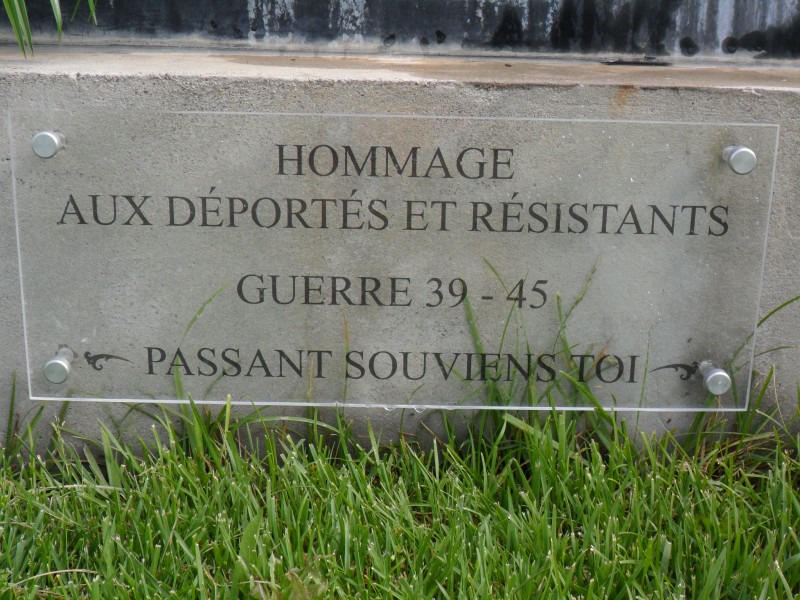 HOMMAGE
AUX DÉPORTÉS ET RÉSISTANTS
GUERRE 39 - 45
PASSANT SOUVIENS TOI